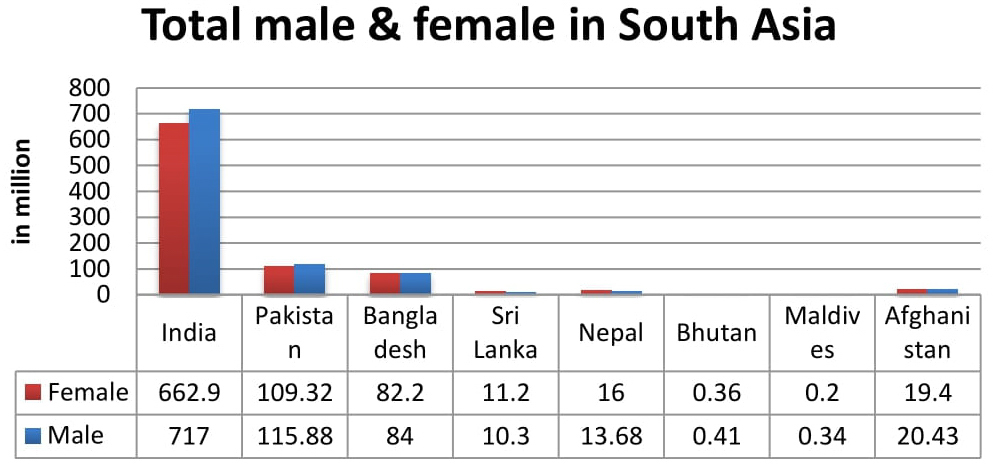 Total male & female in South Asia
in million
800
700
600
500
400
300
200
100
0
India
Pakista
n
Bangla
desh
Sri
Lanka
Nepal
Bhutan
Maldiv
es
Afghani
stan
Female 662.9 109.32 82.2 11.2 16 0.36 0.2 19.4
Male 717 115.88 84 10.3 13.68 0.41 0.34 20.43